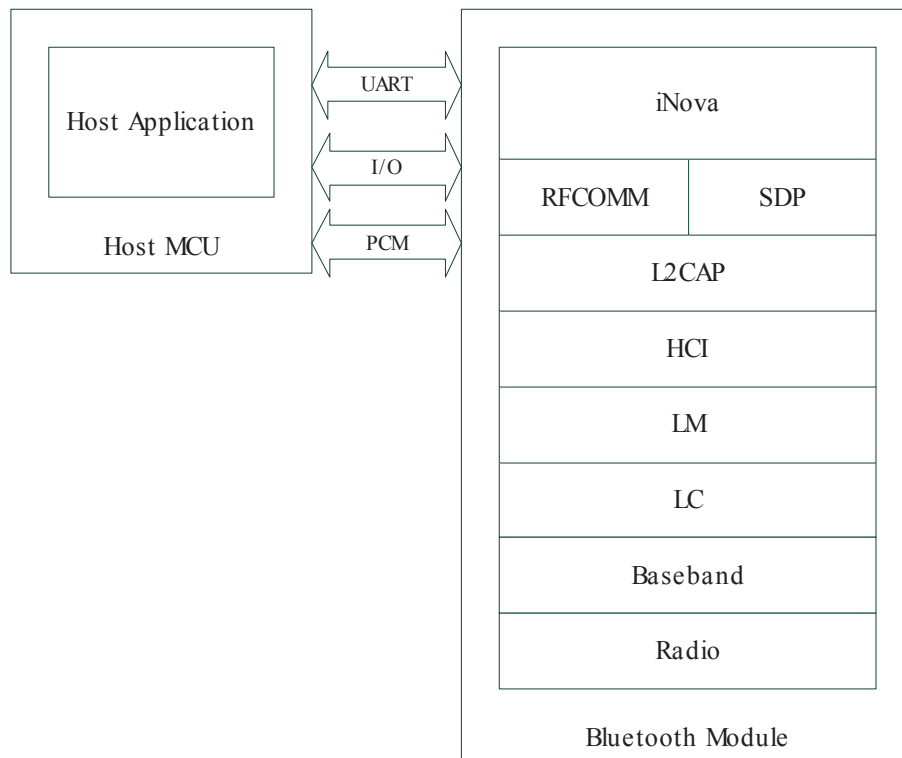 Host Application
Host MCU
UART
I/O
PCM
iNova
RFCOMM
SDP
L2CAP
HCI
LM
LC
Baseband
Radio
Bluetooth Module